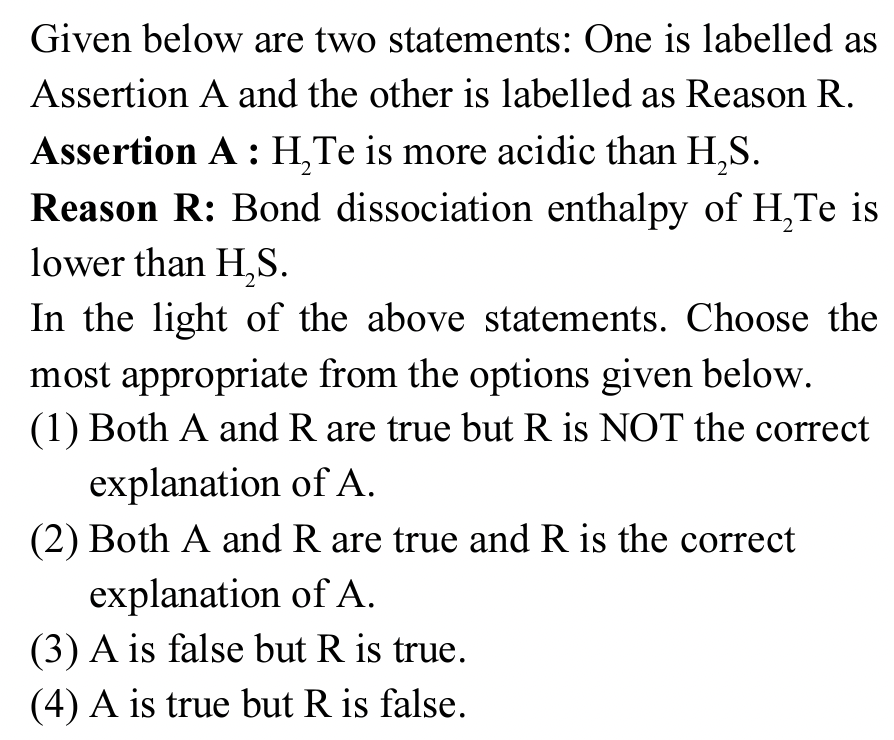 Given below are two statements: One is labelled as
Assertion A and the other is labelled as Reason R.
Assertion A : H₂Te is more acidic than H₂S.
Reason R: Bond dissociation enthalpy of H₂Te is
lower than H₂S.
In the light of the above statements. Choose the
most appropriate from the options given below.
(1) Both A and R are true but R is NOT the correct
explanation of A.
(2) Both A and R are true and R is the correct
explanation of A.
(3) A is false but R is true.
(4) A is true but R is false.